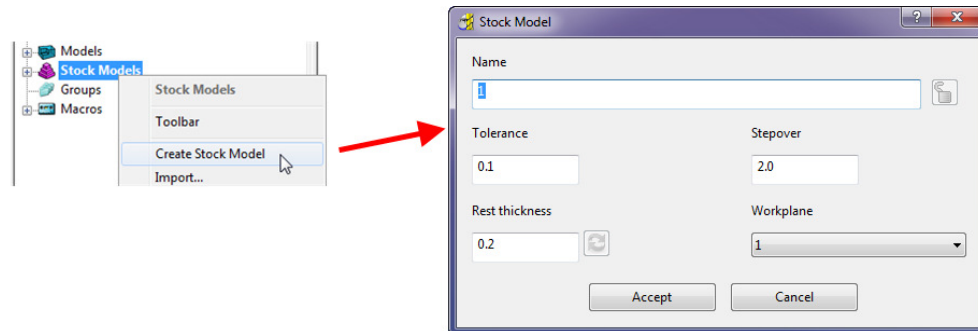 Models
Stock Models
Groups
Macros
Stock Models
Toolbar
Create Stock Model
Import...
Stock Model
Name
1
Tolerance
Stepover
0.1
2.0
Rest thickness
Workplane
0.2
1
Accept
Cancel